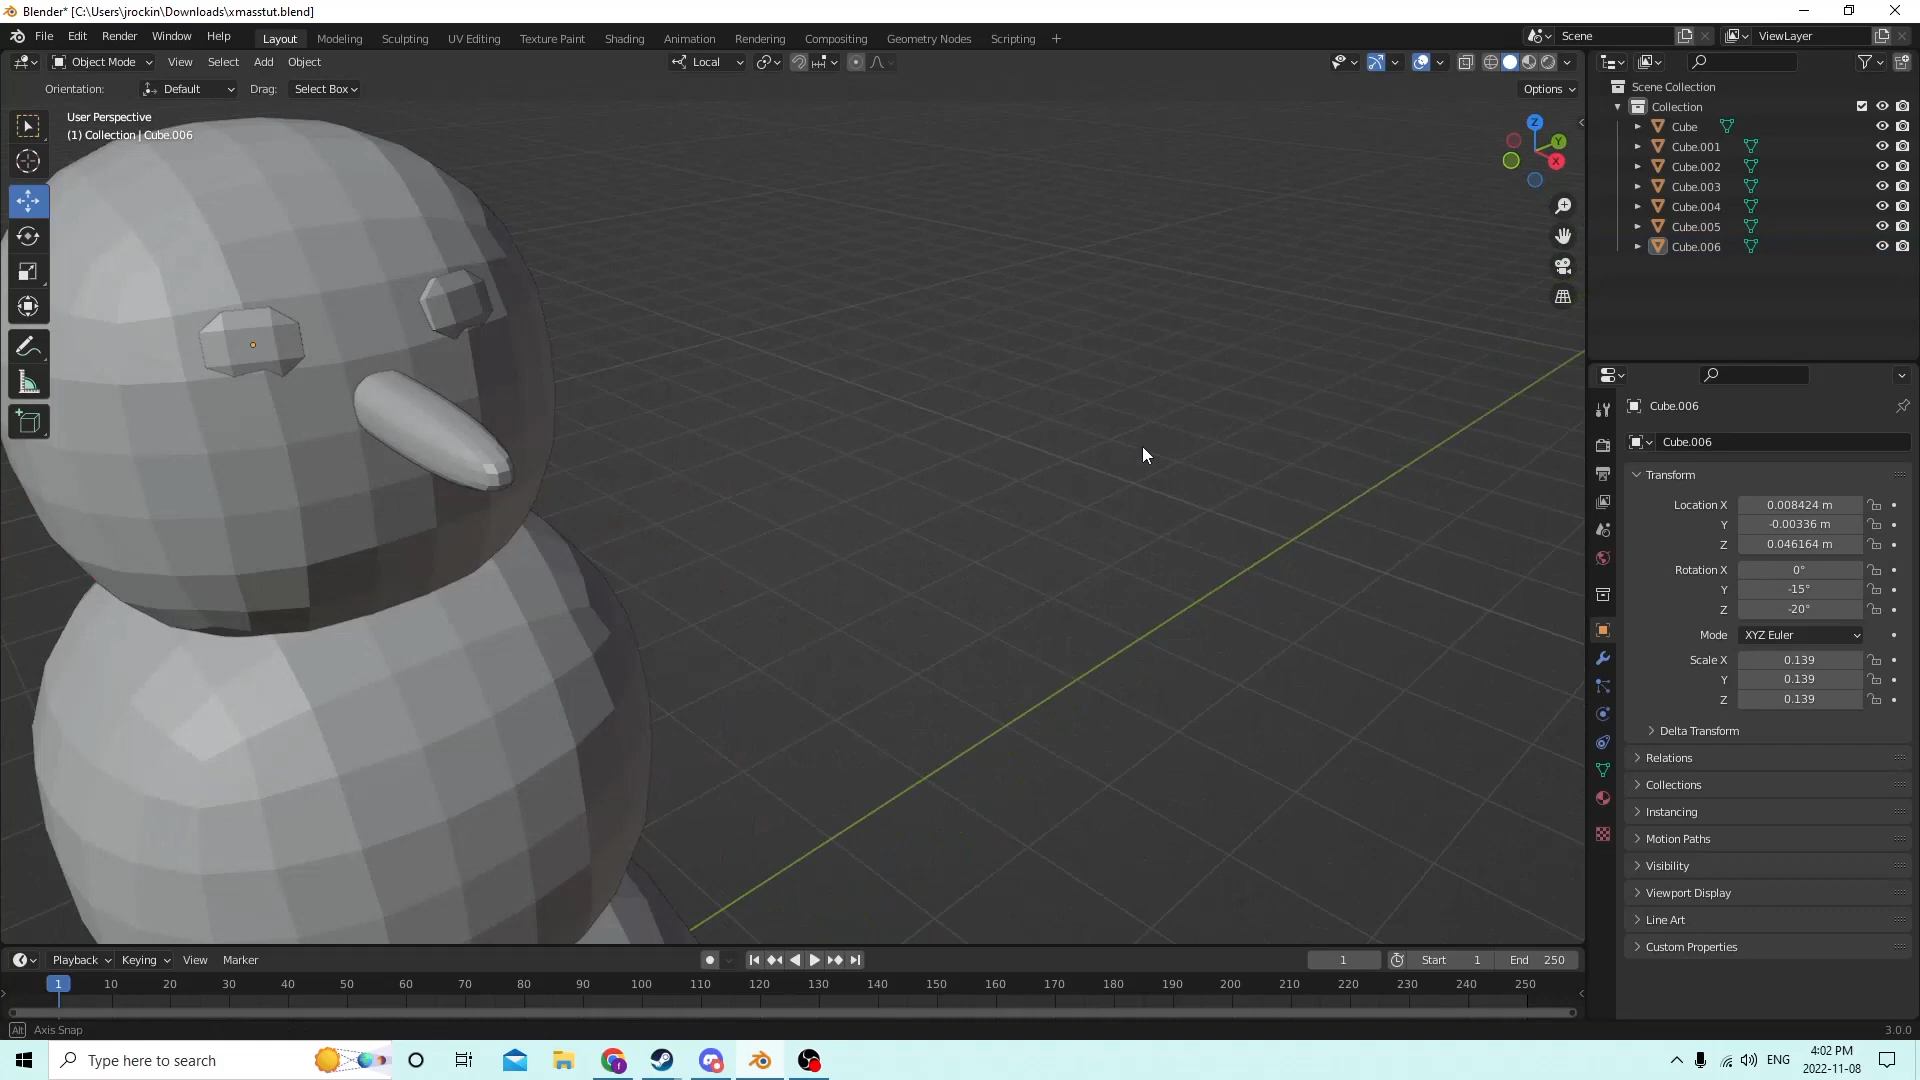 Blender* [C:\Users\jrockin\Downloads\xmasstut.blend]
File Edit Render Window Help Layout Modeling Sculpting UV Editing Texture Paint Shading Animation Rendering Compositing Geometry Nodes Scripting + Scene ViewLayer
Object Mode View Select Add Object Local
Orientation: Default Drag: Select Box Options
User Perspective
(1) Collection | Cube.006
Z
Y
X
Scene Collection
Collection
Cube
Cube.001
Cube.002
Cube.003
Cube.004
Cube.005
Cube.006
Cube.006
Cube.006
Transform
Location X 0.008424 m
Y -0.00336 m
Z 0.046164 m
Rotation X 0°
Y -15°
Z -20°
Mode XYZ Euler
Scale X 0.139
Y 0.139
Z 0.139
Delta Transform
Relations
Collections
Instancing
Motion Paths
Visibility
Viewport Display
Line Art
Custom Properties
Playback Keying View Marker 1 Start 1 End 250
1 10 20 30 40 50 60 70 80 90 100 110 120 130 140 150 160 170 180 190 200 210 220 230 240 250
Alt Axis Snap 3.0.0
Type here to search
ENG
4:02 PM
2022-11-08